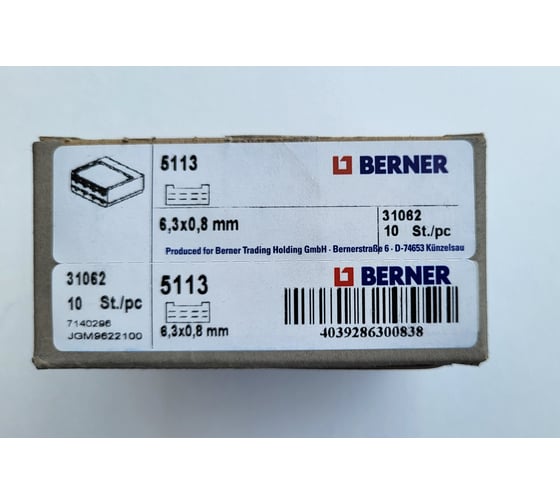 5113
BERNER
6,3x0,8 mm
31062
10 St./pc
Produced for Berner Trading Holding GmbH · Bernerstraße 6 · D-74653 Künzelsau
31062
10 St./pc
7140296
JGM9622100
5113
6,3x0,8 mm
BERNER
4039286300838